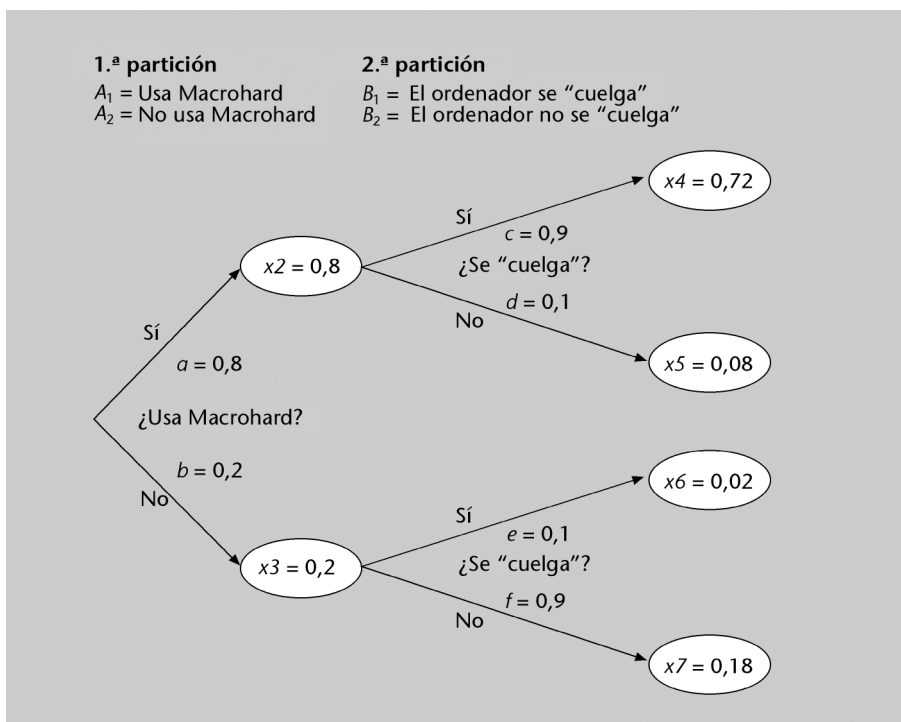 1.ª partición
A₁ = Usa Macrohard
A₂ = No usa Macrohard
2.ª partición
B₁ = El ordenador se “cuelga”
B₂ = El ordenador no se “cuelga”
x4 = 0,72
Sí
c = 0,9
¿Se “cuelga”?
x2 = 0,8
d = 0,1
No
Sí
x5 = 0,08
a = 0,8
¿Usa Macrohard?
b = 0,2
No
x6 = 0,02
Sí
e = 0,1
¿Se “cuelga”?
x3 = 0,2
f = 0,9
No
x7 = 0,18